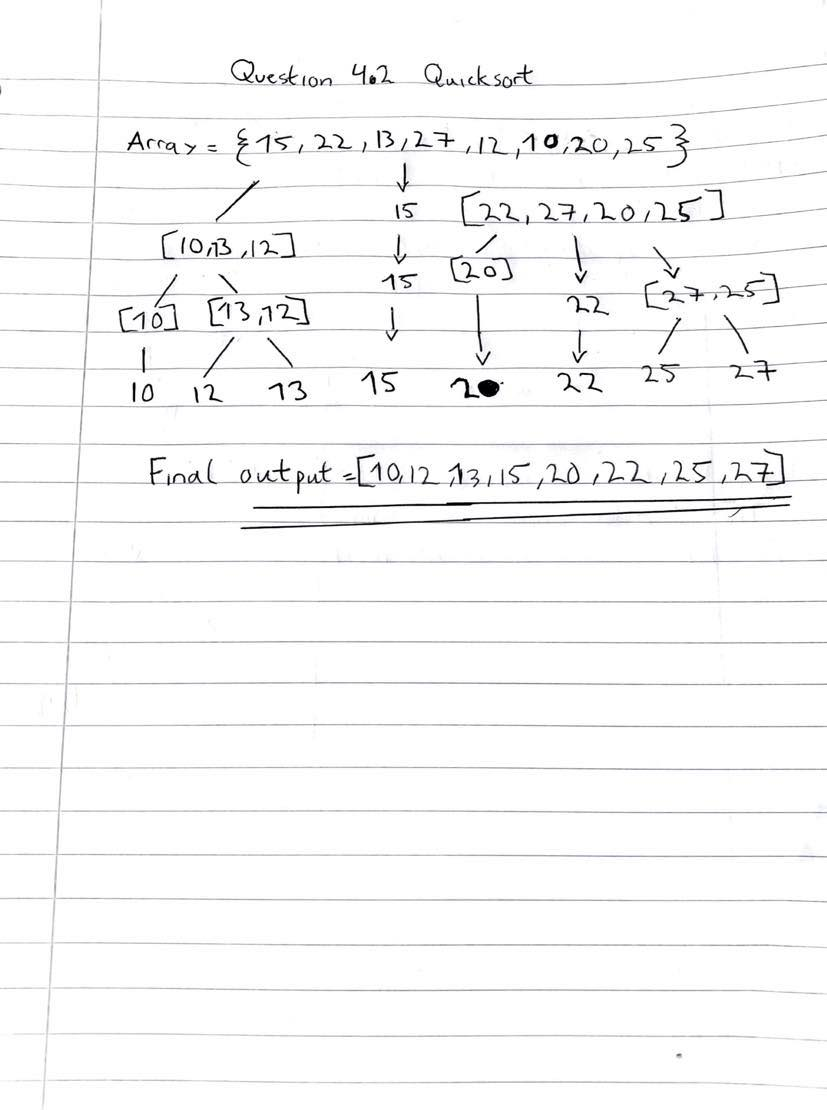 Question 4.2 Quicksort
Array = {15, 22, 13, 27, 12, 10, 20, 25}
15 [22, 27, 20, 25]
[10, 13, 12]
15 [20]
22 [27, 25]
[10] [13, 12]
10 12 13 15 20 22 25 27
Final output = [10, 12, 13, 15, 20, 22, 25, 27]